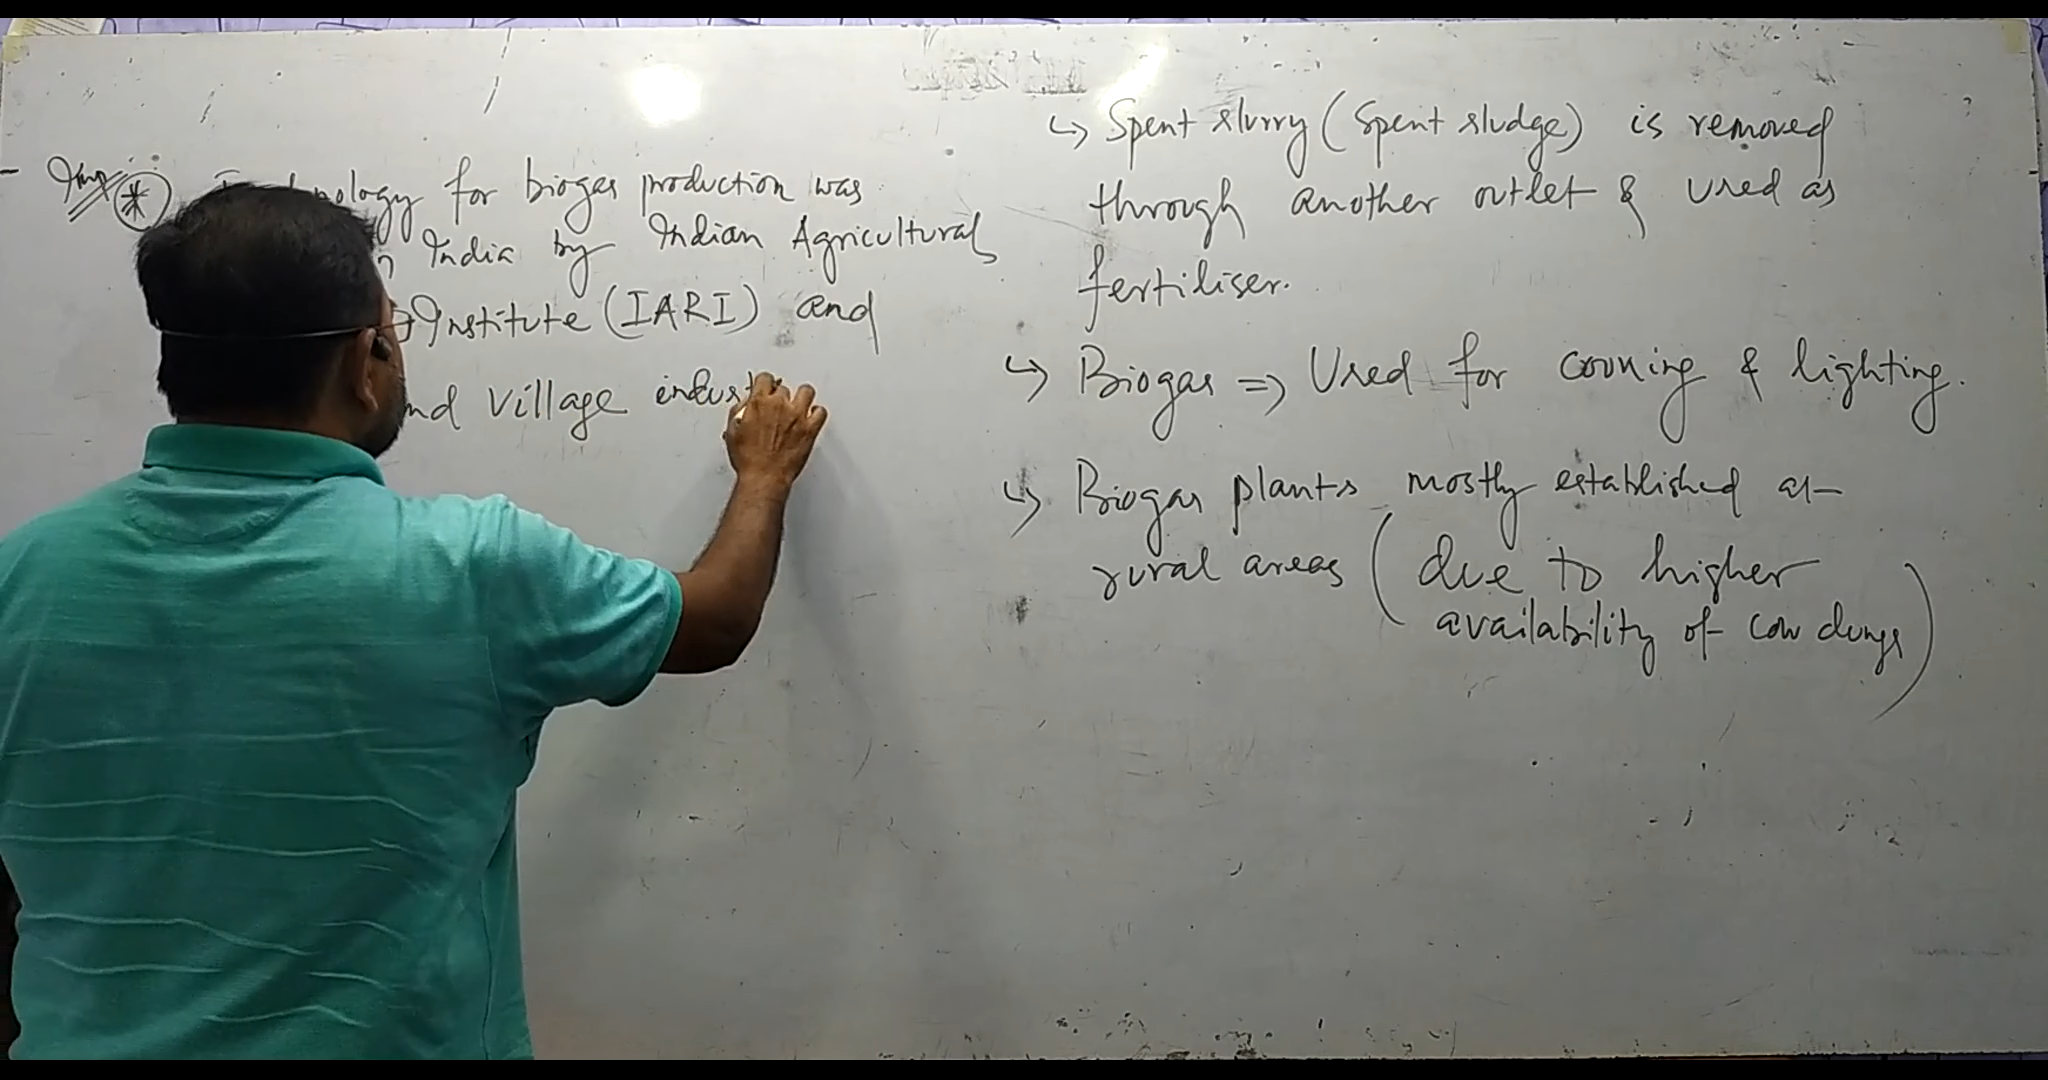 Imp * Technology for biogas production was
India by Indian Agricultural
Institute (IARI) and
Village indust
↳ Spent slurry (Spent sludge) is removed
through another outlet & used as
fertiliser.
↳ Biogas => Used for cooking & lighting.
↳ Biogas plants mostly established at
rural areas (due to higher
availability of cow dungs)